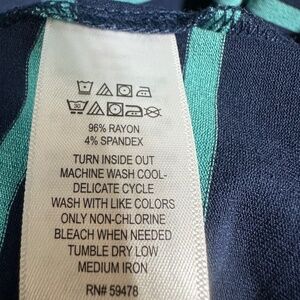 30
96% RAYON
4% SPANDEX
TURN INSIDE OUT
MACHINE WASH COOL-
DELICATE CYCLE
WASH WITH LIKE COLORS
ONLY NON-CHLORINE
BLEACH WHEN NEEDED
TUMBLE DRY LOW
MEDIUM IRON
RN# 59478